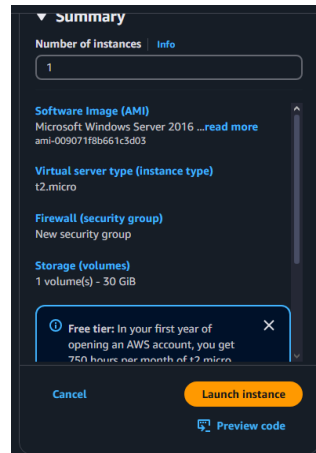 Summary
Number of instances Info
1
Software Image (AMI)
Microsoft Windows Server 2016 ...read more
ami-009071f8b661c3d03
Virtual server type (instance type)
t2.micro
Firewall (security group)
New security group
Storage (volumes)
1 volume(s) - 30 GiB
Free tier: In your first year of
opening an AWS account, you get
750 hours per month of t2.micro
Cancel
Launch instance
Preview code